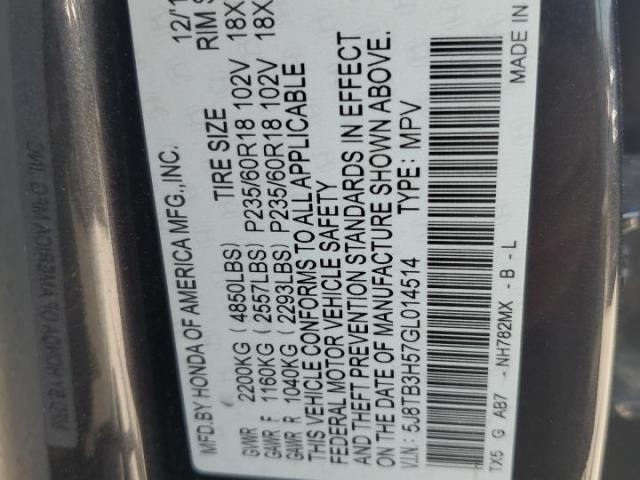 MFD.BY HONDA OF AMERICA MFG.,INC. 12/1
TIRE SIZE RIM S
GVWR 2200KG ( 4850LBS)
GAWR F 1160KG ( 2557LBS) P235/60R18 102V 18X
GAWR R 1040KG ( 2293LBS) P235/60R18 102V 18X
THIS VEHICLE CONFORMS TO ALL APPLICABLE
FEDERAL MOTOR VEHICLE SAFETY
AND THEFT PREVENTION STANDARDS IN EFFECT
ON THE DATE OF MANUFACTURE SHOWN ABOVE.
V.I.N.: 5J8TB3H57GL014514 TYPE: MPV
TX5 G AB7 -NH782MX - B - L MADE IN